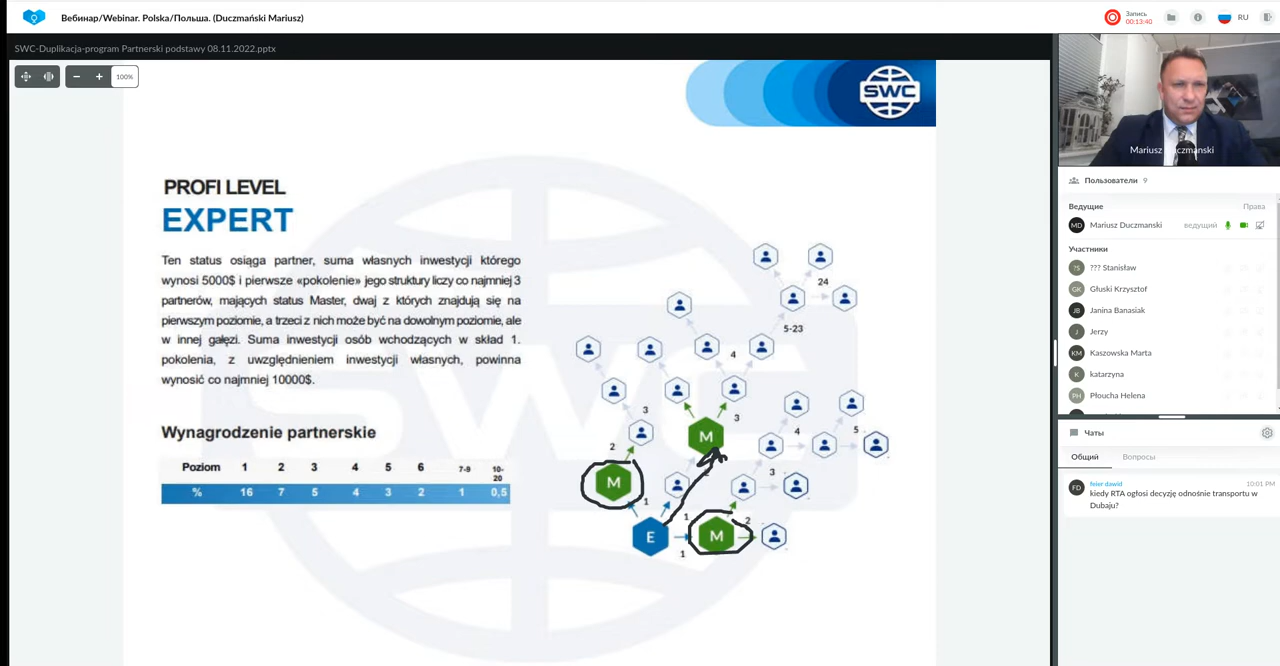 Вебинар/Webinar. Polska/Польша. (Duczmański Mariusz)
Запись
00:13:40
RU
SWC-Duplikacja-program Partnerski podstawy 08.11.2022.pptx
100%
SWC
PROFI LEVEL
EXPERT
Ten status osiąga partner, suma własnych inwestycji którego
wynosi 5000$ i pierwsze «pokolenie» jego struktury liczy co najmniej 3
partnerów, mających status Master, dwaj z których znajdują się na
pierwszym poziomie, a trzeci z nich może być na dowolnym poziomie, ale
w innej gałęzi. Suma inwestycji osób wchodzących w skład 1.
pokolenia, z uwzględnieniem inwestycji własnych, powinna
wynosić co najmniej 10000$.
Wynagrodzenie partnerskie
Poziom 1 2 3 4 5 6 7-9 10-20
% 16 7 5 4 3 2 1 0,5
24
5-23
4
3
3
M
2
4
5
M
3
1
1
2
E
M
1
Mariusz Duczmanski
Пользователи 9
Ведущие Права
MD Mariusz Duczmanski ведущий
Участники
?S ??? Stanisław
GK Głuski Krzysztof
JB Janina Banasiak
J Jerzy
KM Kaszowska Marta
K katarzyna
PH Płoucha Helena
Чаты
Общий Вопросы
FD feier dawid 10:01 PM
kiedy RTA ogłosi decyzję odnośnie transportu w
Dubaju?